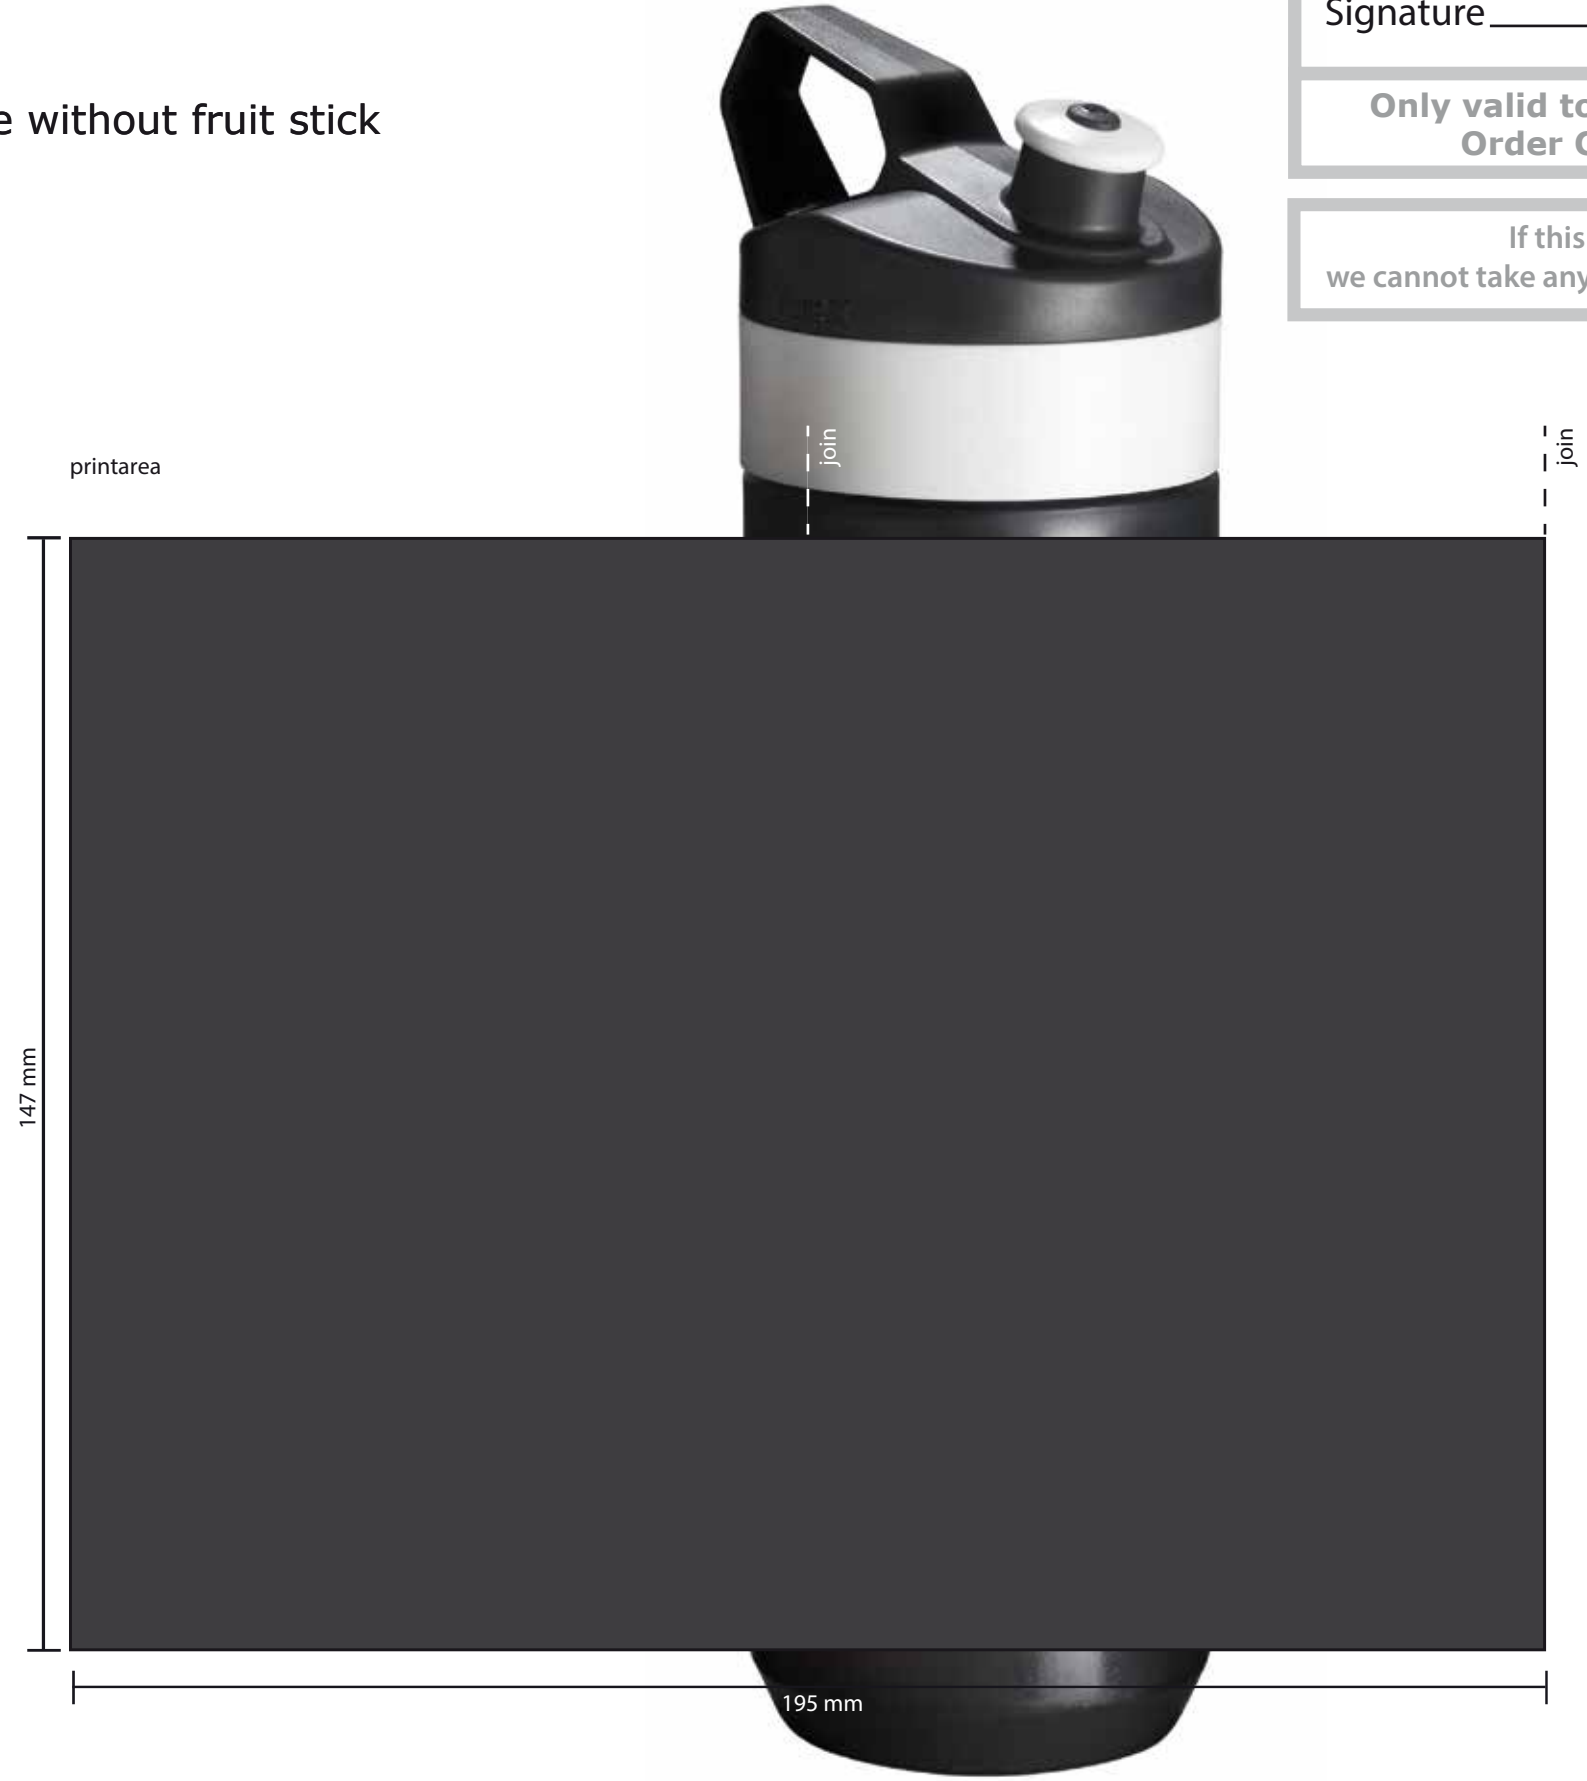 Signature
e without fruit stick
Only valid to
Order
If this
we cannot take any
join
join
printarea
147 mm
195 mm